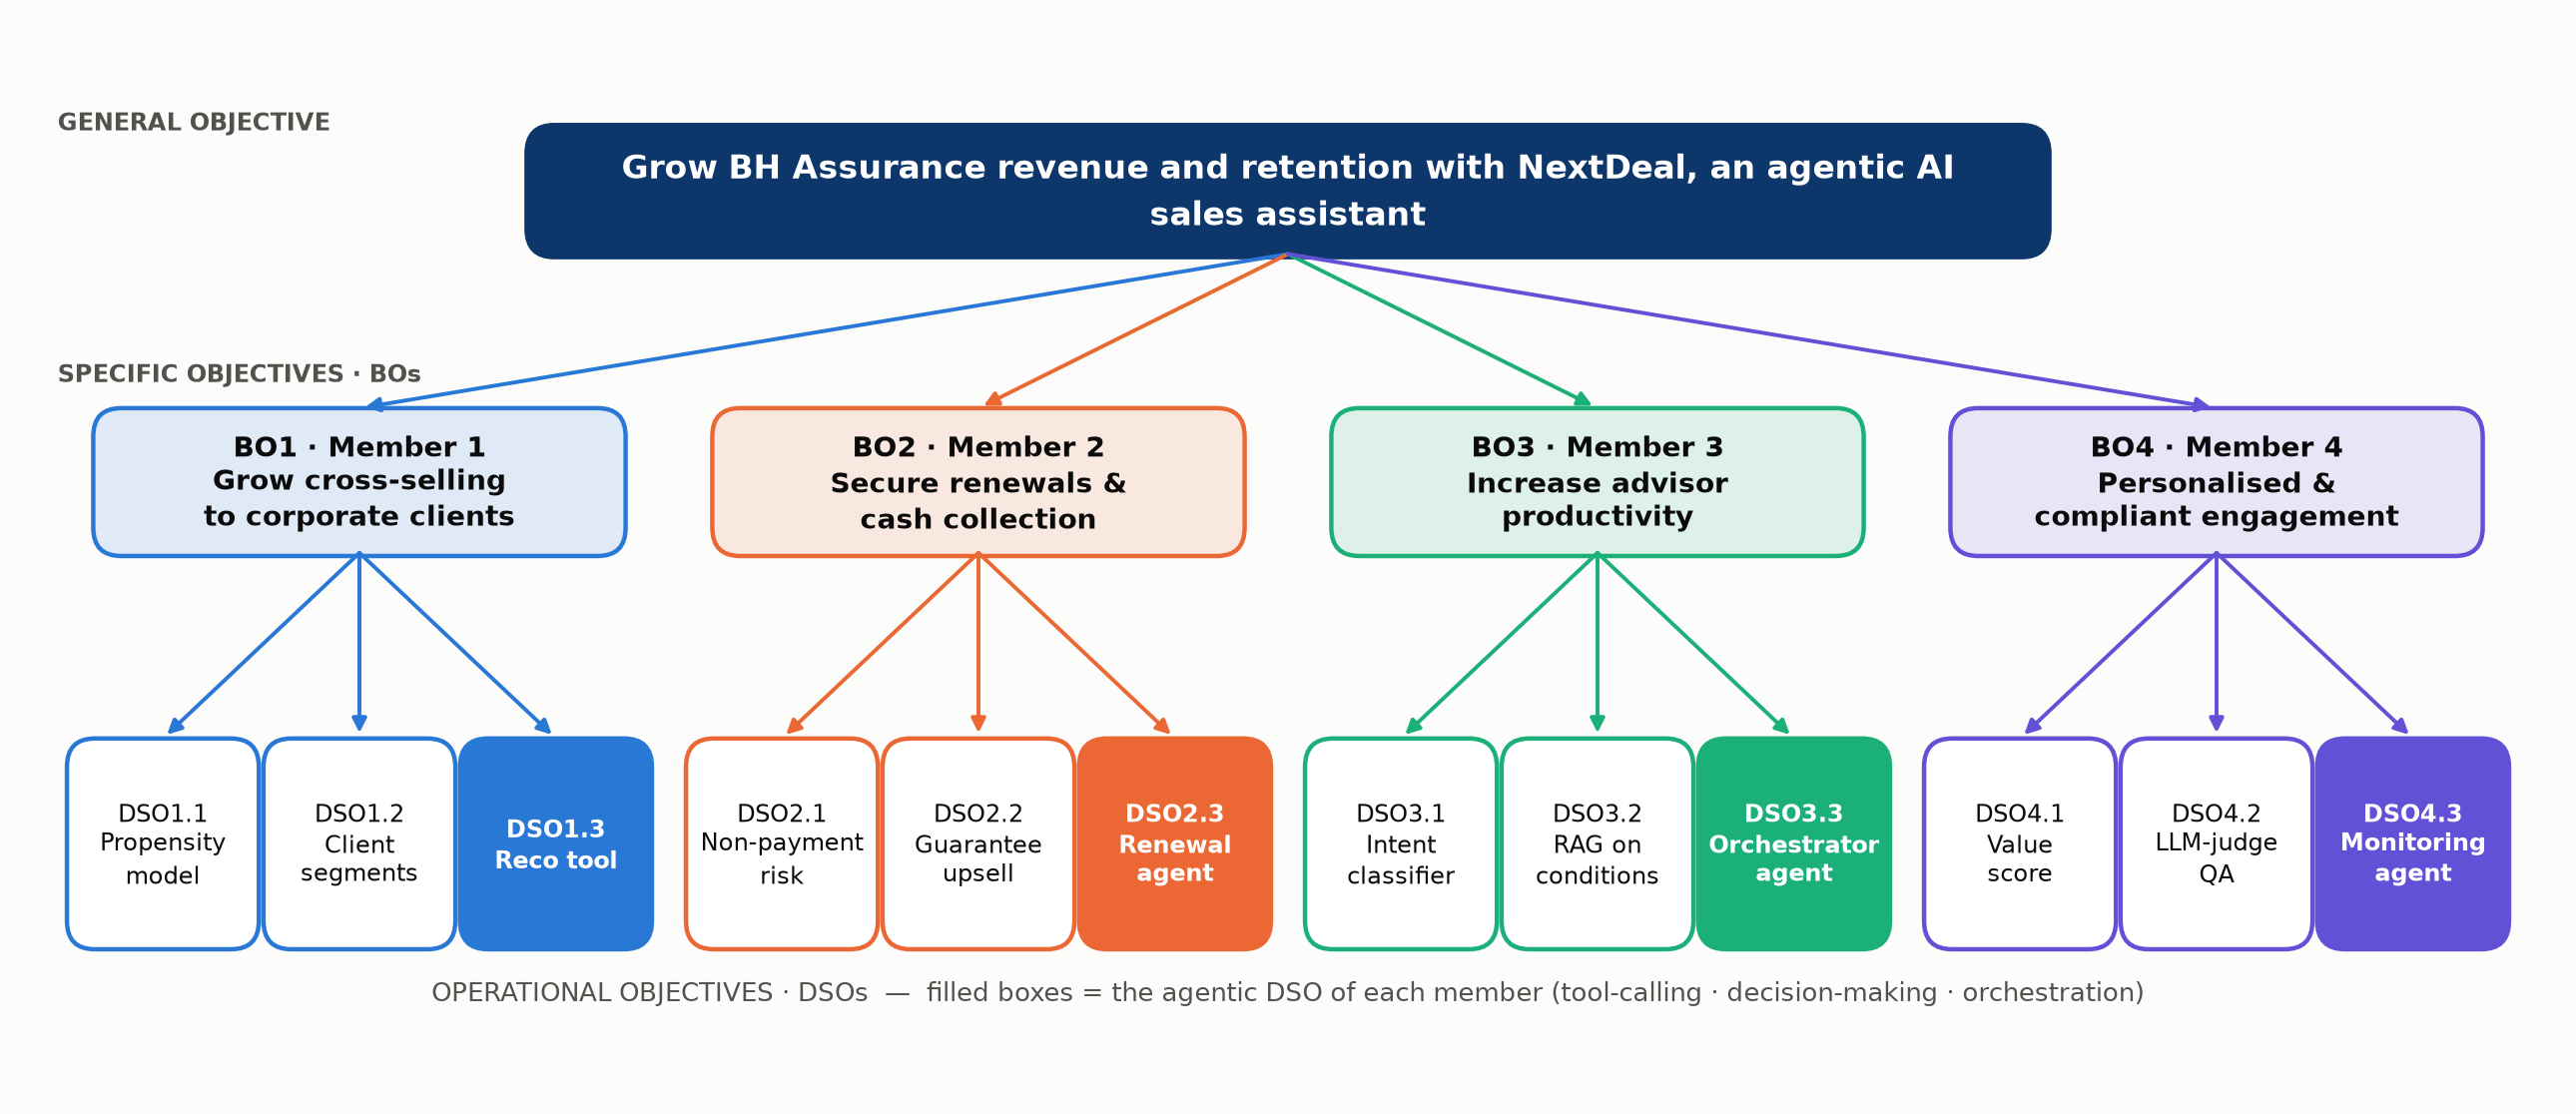 GENERAL OBJECTIVE
Grow BH Assurance revenue and retention with NextDeal, an agentic AI
sales assistant
SPECIFIC OBJECTIVES · BOs
BO1 · Member 1
Grow cross-selling
to corporate clients
BO2 · Member 2
Secure renewals &
cash collection
BO3 · Member 3
Increase advisor
productivity
BO4 · Member 4
Personalised &
compliant engagement
DSO1.1
Propensity
model
DSO1.2
Client
segments
DSO1.3
Reco tool
DSO2.1
Non-payment
risk
DSO2.2
Guarantee
upsell
DSO2.3
Renewal
agent
DSO3.1
Intent
classifier
DSO3.2
RAG on
conditions
DSO3.3
Orchestrator
agent
DSO4.1
Value
score
DSO4.2
LLM-judge
QA
DSO4.3
Monitoring
agent
OPERATIONAL OBJECTIVES · DSOs — filled boxes = the agentic DSO of each member (tool-calling · decision-making · orchestration)